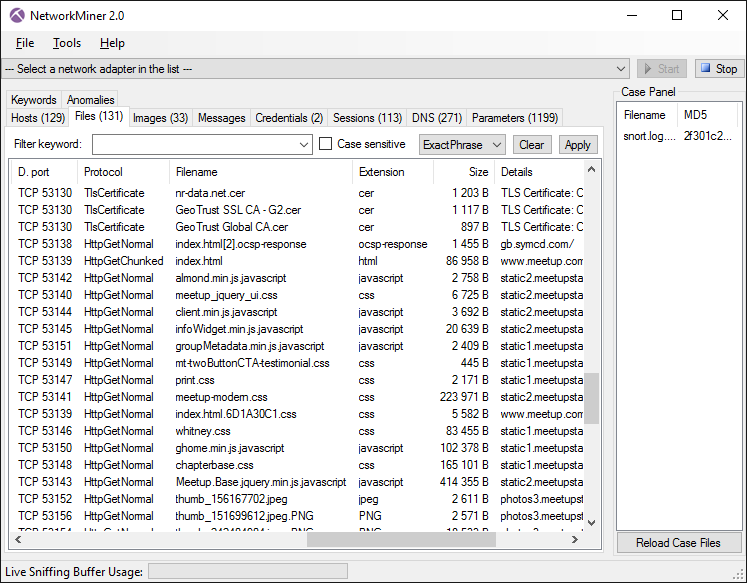 NetworkMiner 2.0
File Tools Help
--- Select a network adapter in the list --- Start Stop
Keywords Anomalies
Hosts (129) Files (131) Images (33) Messages Credentials (2) Sessions (113) DNS (271) Parameters (1199)
Filter keyword: Case sensitive ExactPhrase Clear Apply
D. port Protocol Filename Extension Size Details
TCP 53130 TlsCertificate nr-data.net.cer cer 1 203 B TLS Certificate: C
TCP 53130 TlsCertificate GeoTrust SSL CA - G2.cer cer 1 117 B TLS Certificate: C
TCP 53130 TlsCertificate GeoTrust Global CA.cer cer 897 B TLS Certificate: C
TCP 53138 HttpGetNormal index.html[2].ocsp-response ocsp-response 1 455 B gb.symcd.com/
TCP 53139 HttpGetChunked index.html html 86 958 B www.meetup.com
TCP 53142 HttpGetNormal almond.min.js.javascript javascript 2 758 B static2.meetupsta
TCP 53140 HttpGetNormal meetup_jquery_ui.css css 6 725 B static2.meetupsta
TCP 53144 HttpGetNormal client.min.js.javascript javascript 3 692 B static2.meetupsta
TCP 53145 HttpGetNormal infoWidget.min.js.javascript javascript 20 639 B static2.meetupsta
TCP 53151 HttpGetNormal groupMetadata.min.js.javascript javascript 2 409 B static1.meetupsta
TCP 53149 HttpGetNormal mt-twoButtonCTA-testimonial.css css 445 B static1.meetupsta
TCP 53147 HttpGetNormal print.css css 2 171 B static1.meetupsta
TCP 53141 HttpGetNormal meetup-modern.css css 223 971 B static2.meetupsta
TCP 53139 HttpGetNormal index.html.6D1A30C1.css css 5 582 B www.meetup.com
TCP 53146 HttpGetNormal whitney.css css 83 455 B static1.meetupsta
TCP 53150 HttpGetNormal ghome.min.js.javascript javascript 102 378 B static1.meetupsta
TCP 53148 HttpGetNormal chapterbase.css css 165 101 B static1.meetupsta
TCP 53143 HttpGetNormal Meetup.Base.jquery.min.js.javascript javascript 414 355 B static2.meetupsta
TCP 53152 HttpGetNormal thumb_156167702.jpeg jpeg 2 611 B photos3.meetupst
TCP 53156 HttpGetNormal thumb_151699612.jpeg.PNG PNG 2 571 B photos3.meetupst
Case Panel
Filename MD5
snort.log.... 2f301c2...
Reload Case Files
Live Sniffing Buffer Usage: